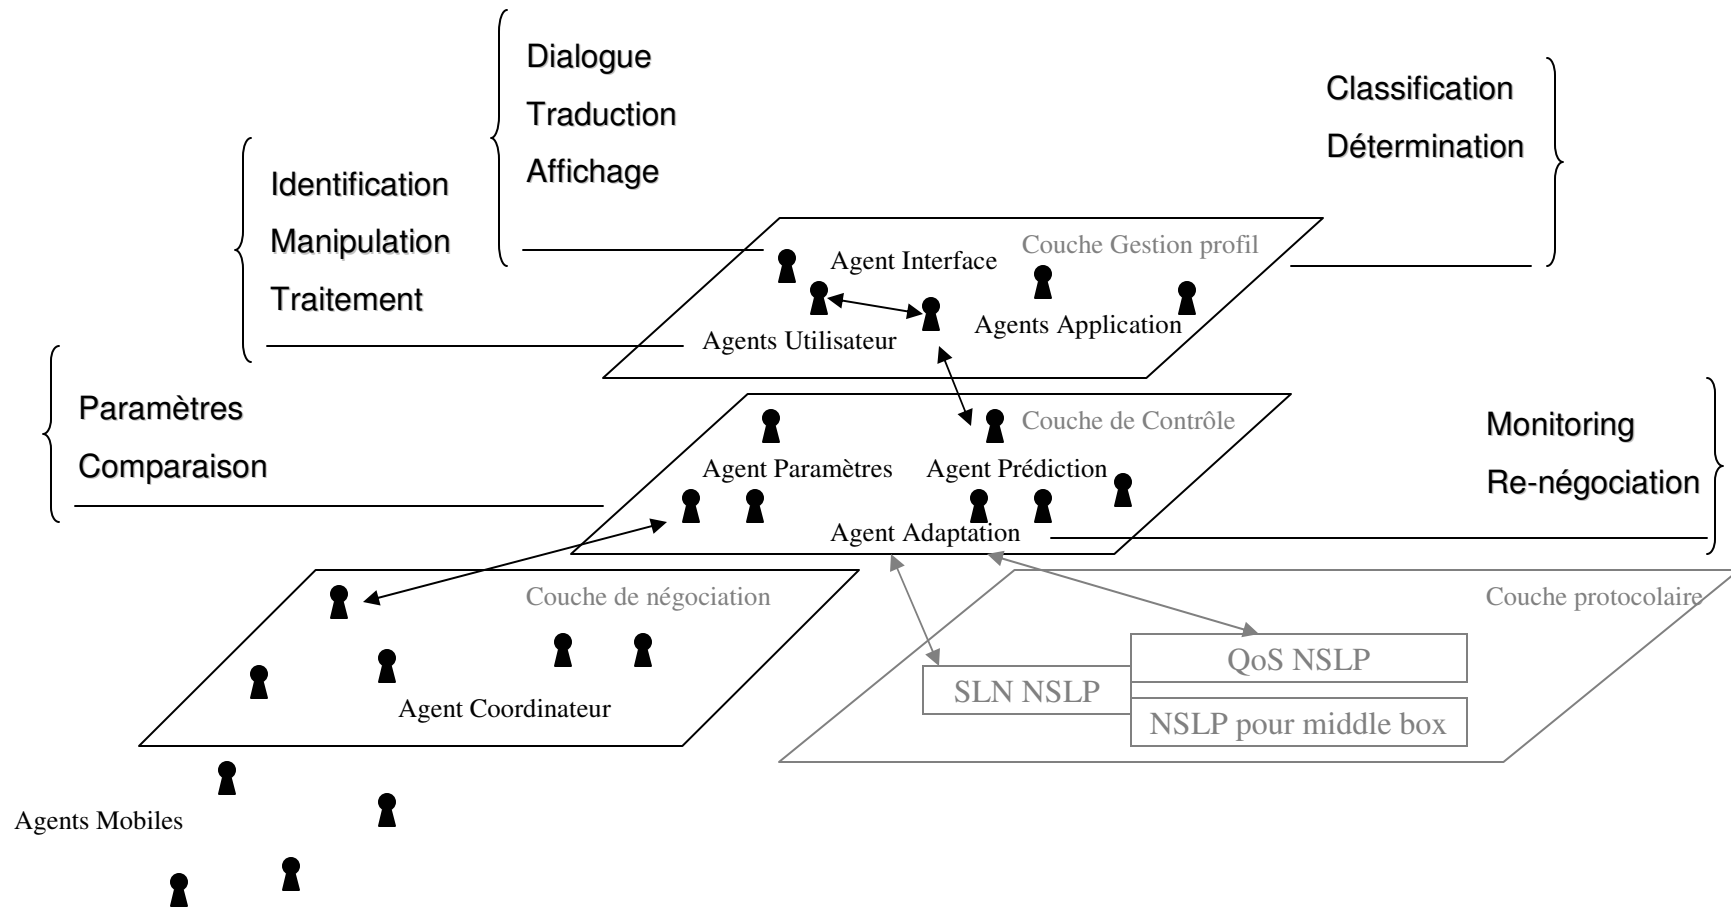 Dialogue
Traduction
Affichage
Classification
Détermination
Identification
Manipulation
Traitement
Couche Gestion profil
Agent Interface
Agents Application
Agents Utilisateur
Paramètres
Comparaison
Couche de Contrôle
Agent Paramètres
Agent Prédiction
Agent Adaptation
Monitoring
Re-négociation
Couche de négociation
Agent Coordinateur
Couche protocolaire
QoS NSLP
SLN NSLP
NSLP pour middle box
Agents Mobiles